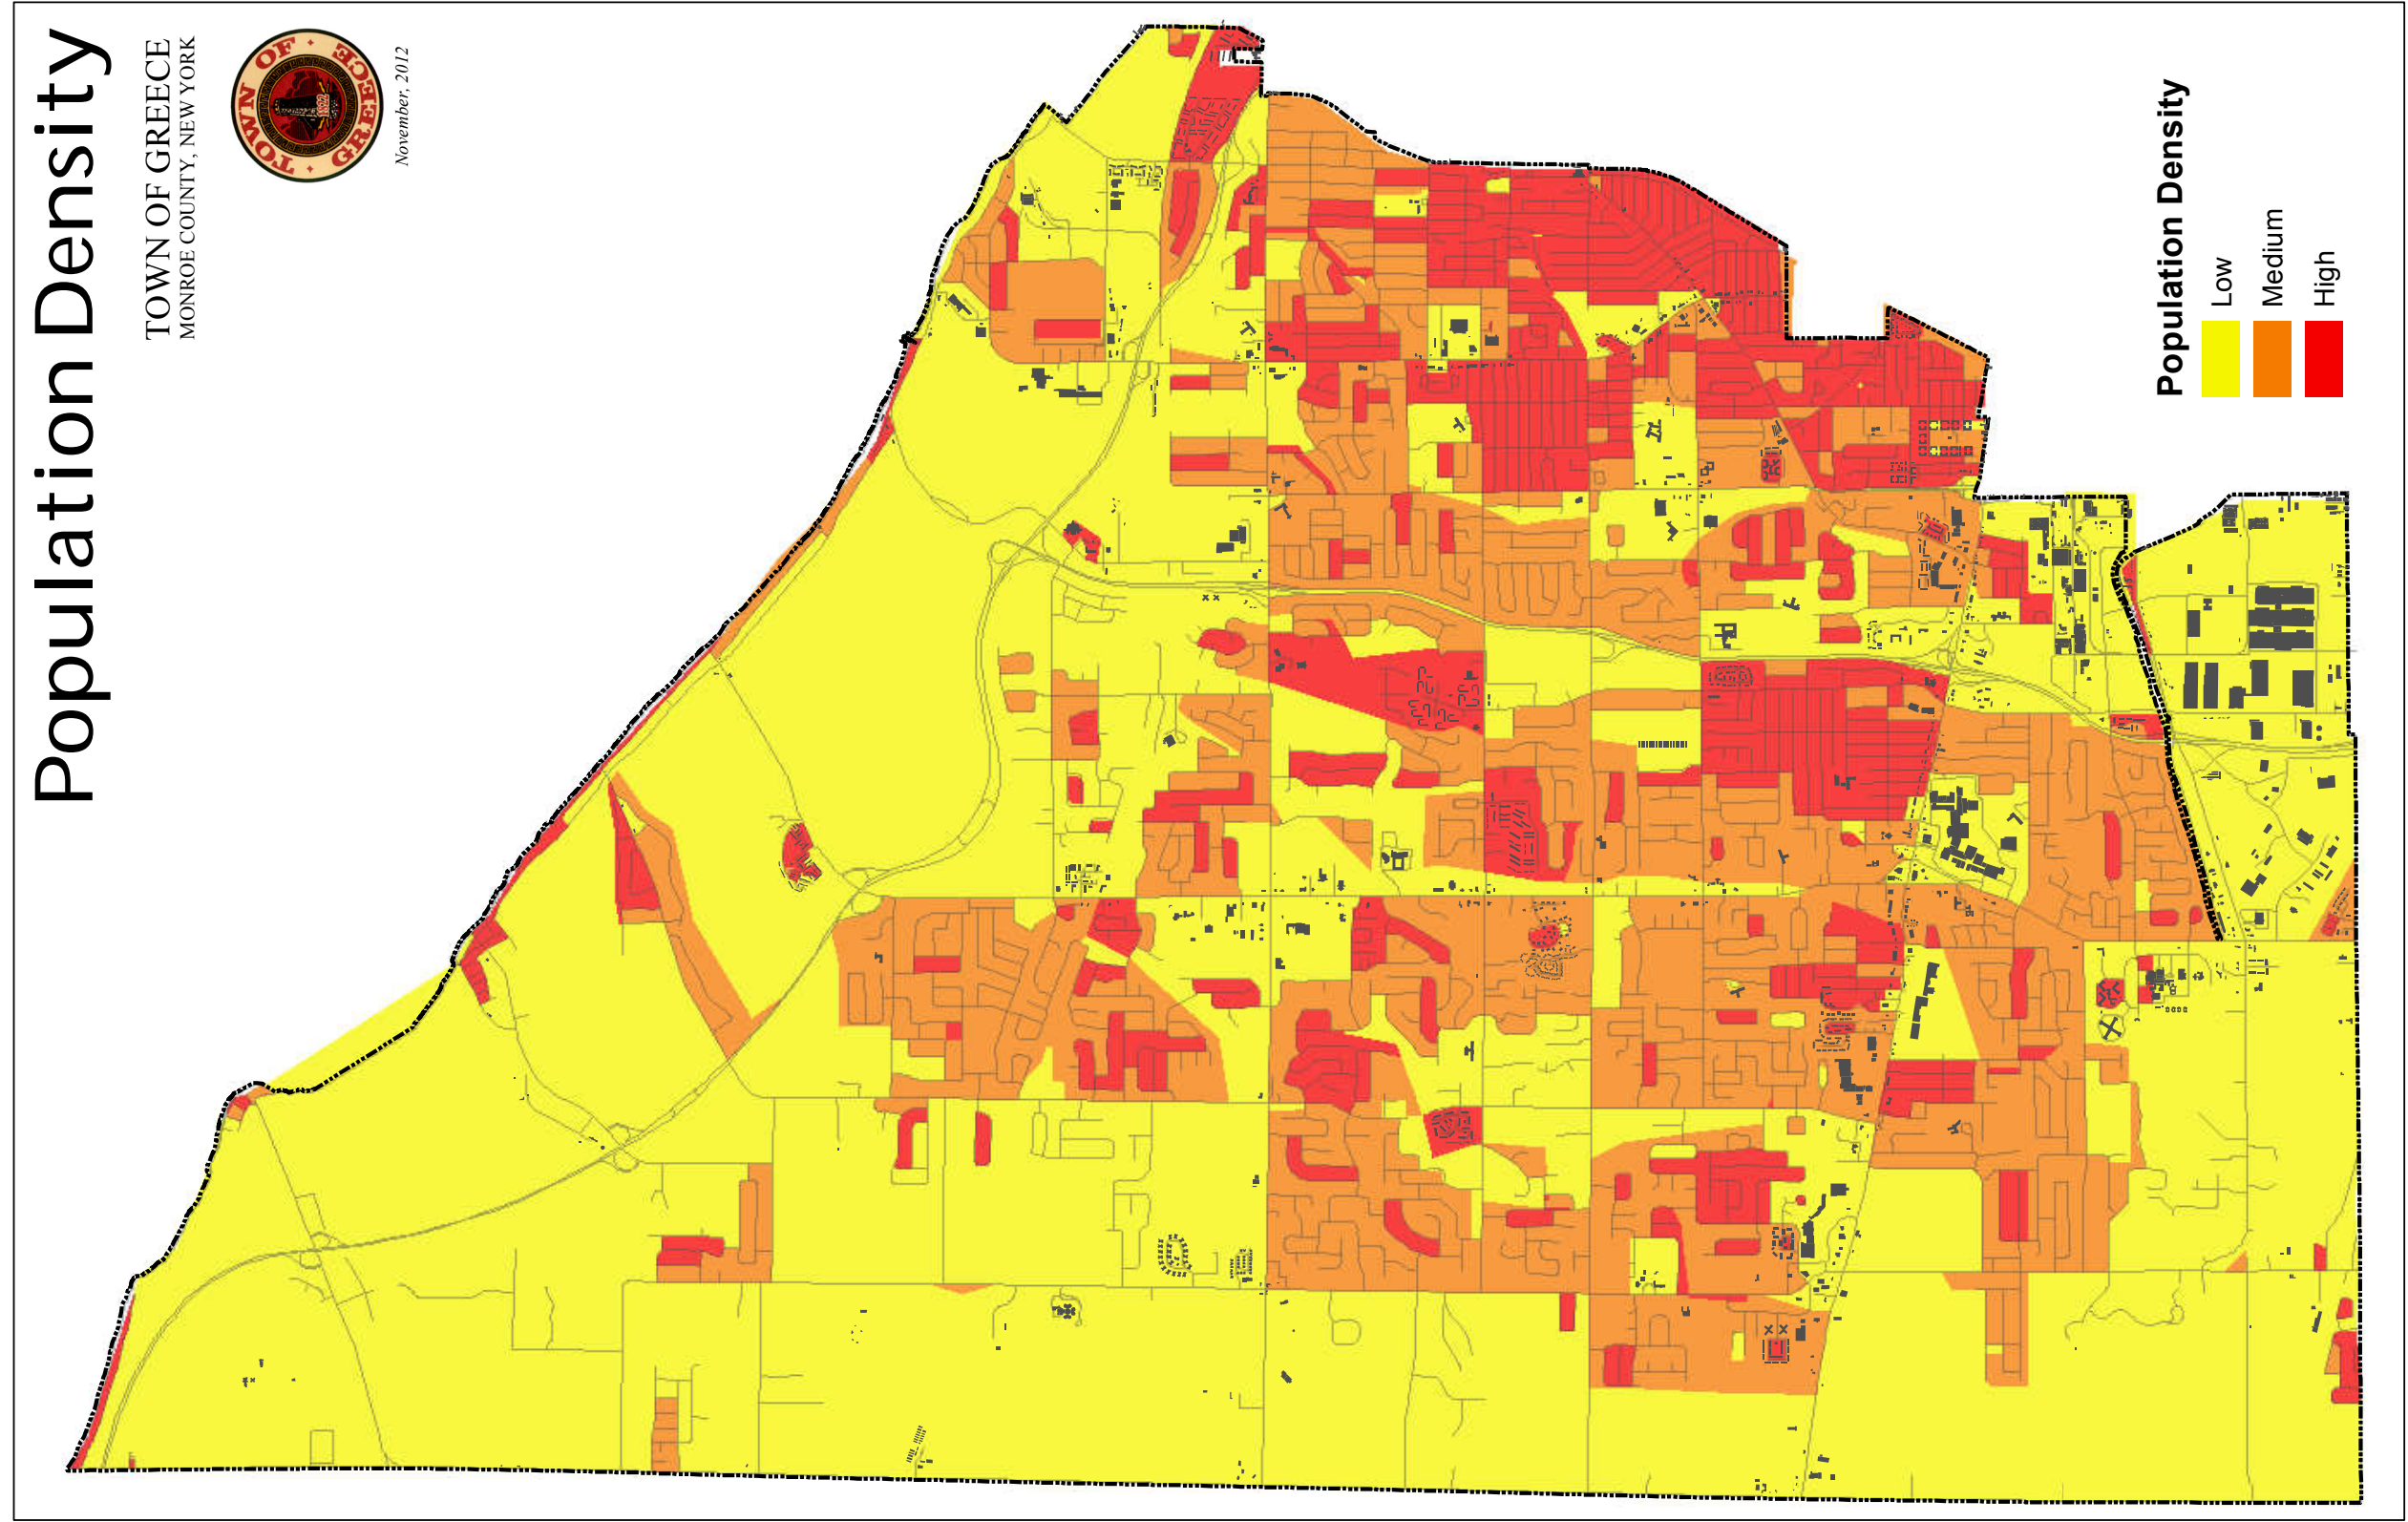 Population Density
TOWN OF GREECE
MONROE COUNTY, NEW YORK
TOWN OF
GREECE
1822
November, 2012
Population Density
Low
Medium
High